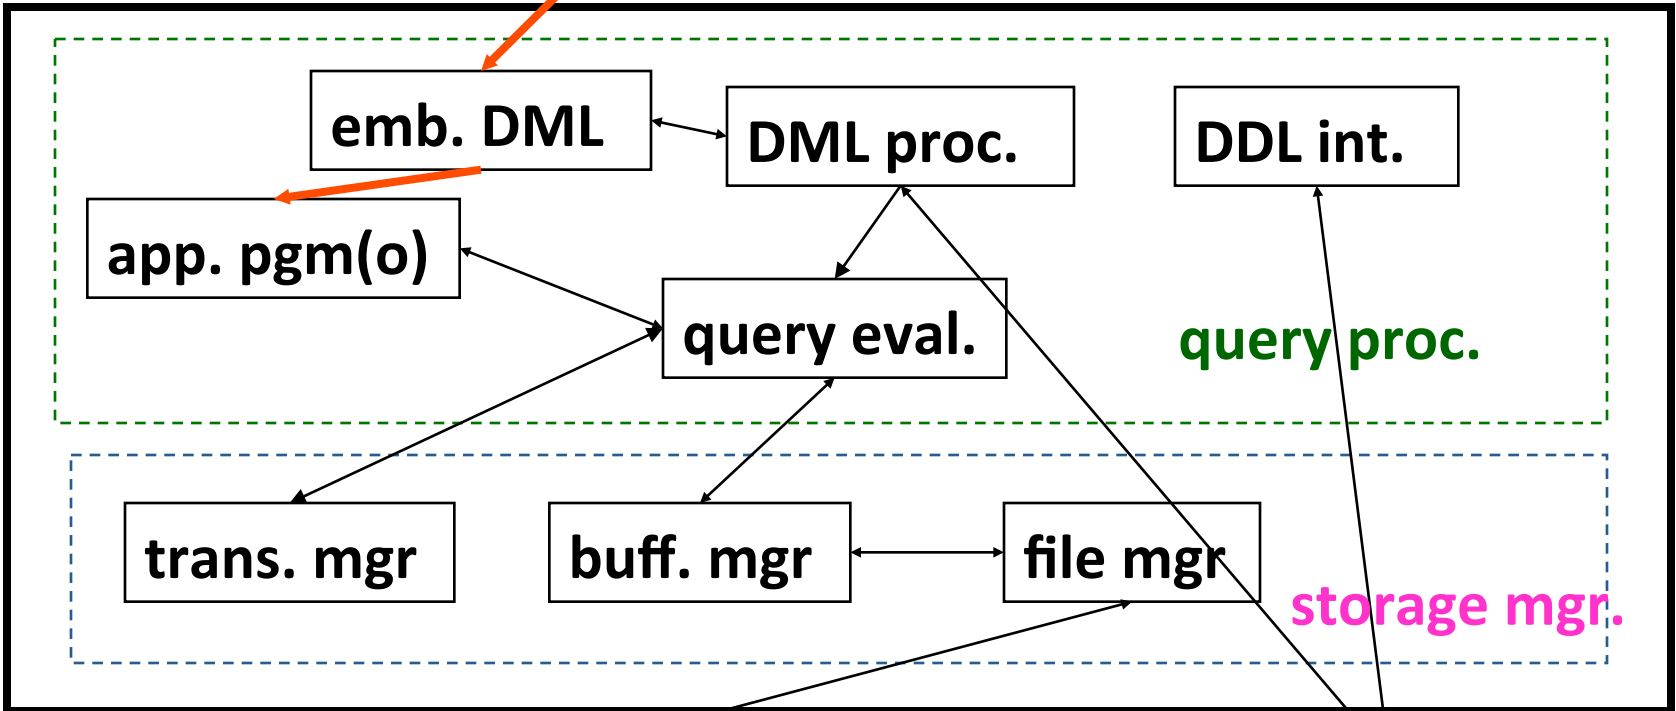 emb. DML
DML proc.
DDL int.
app. pgm(o)
query eval.
query proc.
trans. mgr
buff. mgr
file mgr
storage mgr.